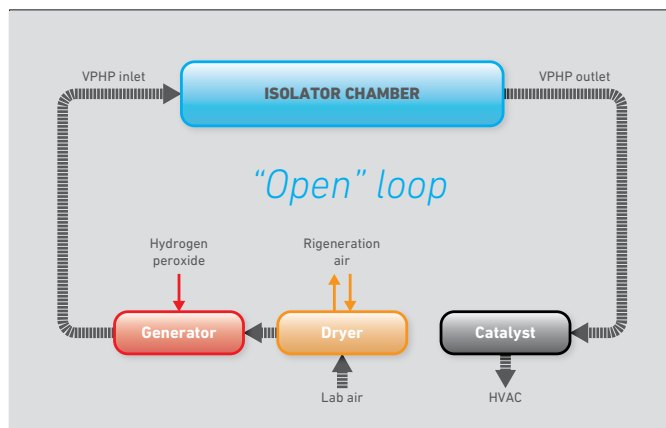 VPHP inlet
ISOLATOR CHAMBER
VPHP outlet
“Open” loop
Hydrogen
peroxide
Rigeneration
air
Generator
Dryer
Catalyst
Lab air
HVAC